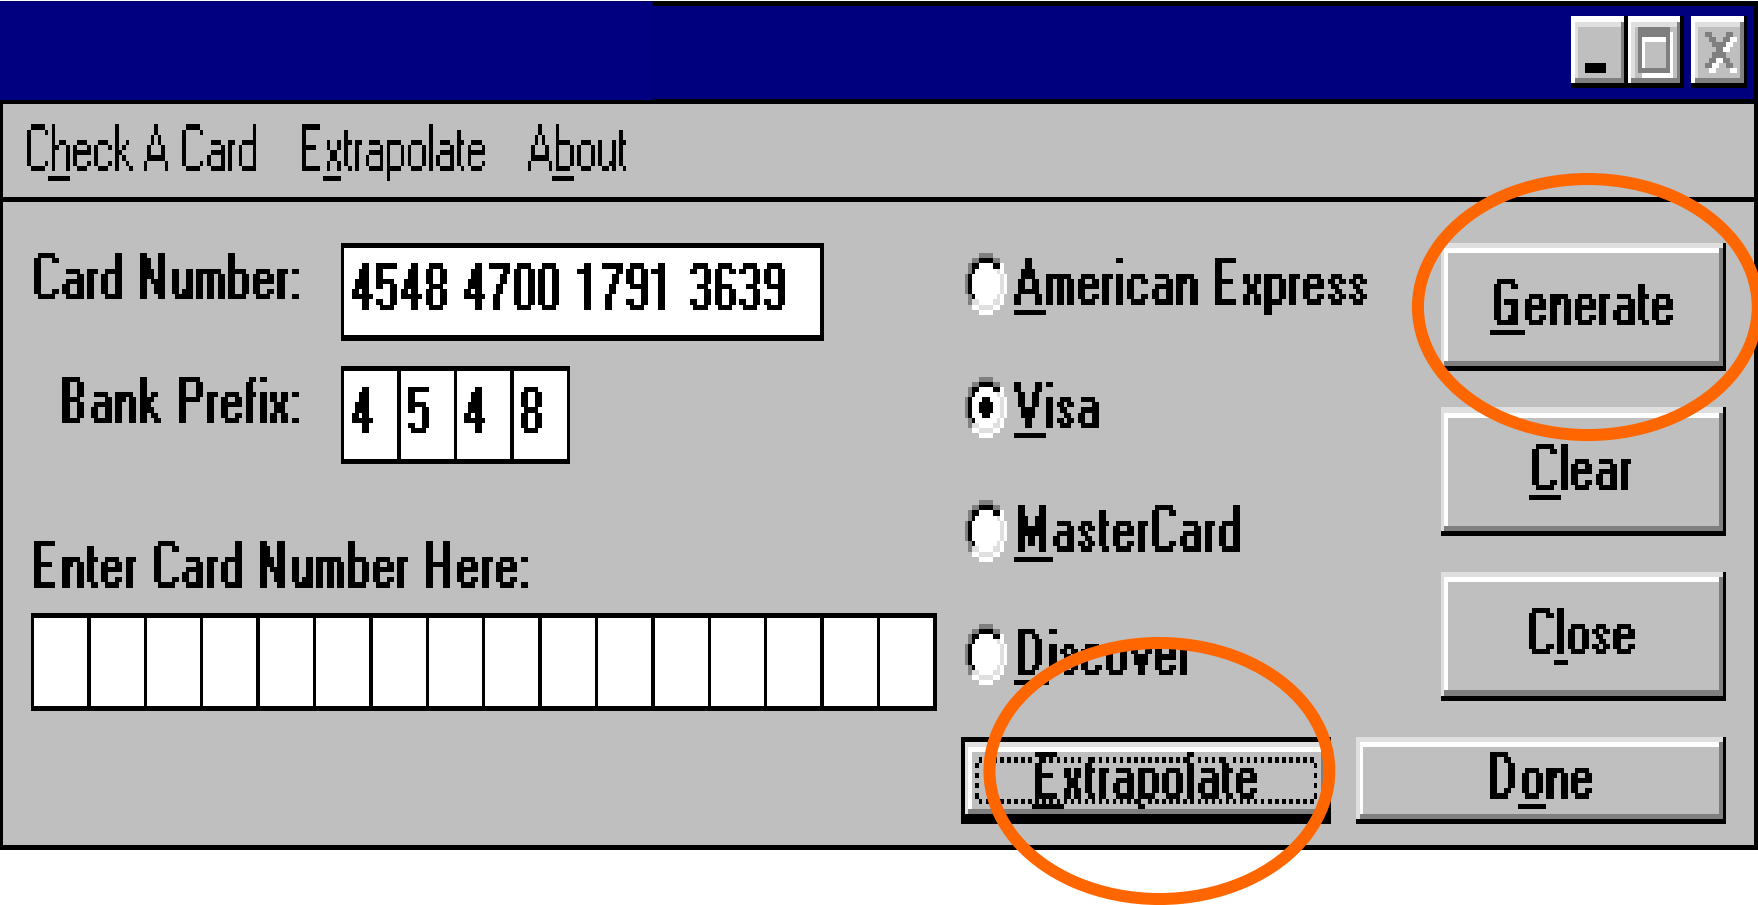 Check A Card Extrapolate About
Card Number: 4548 4700 1791 3639
Bank Prefix: 4 5 4 8
Enter Card Number Here:
American Express
Visa
MasterCard
Discover
Generate
Clear
Close
Extrapolate
Done